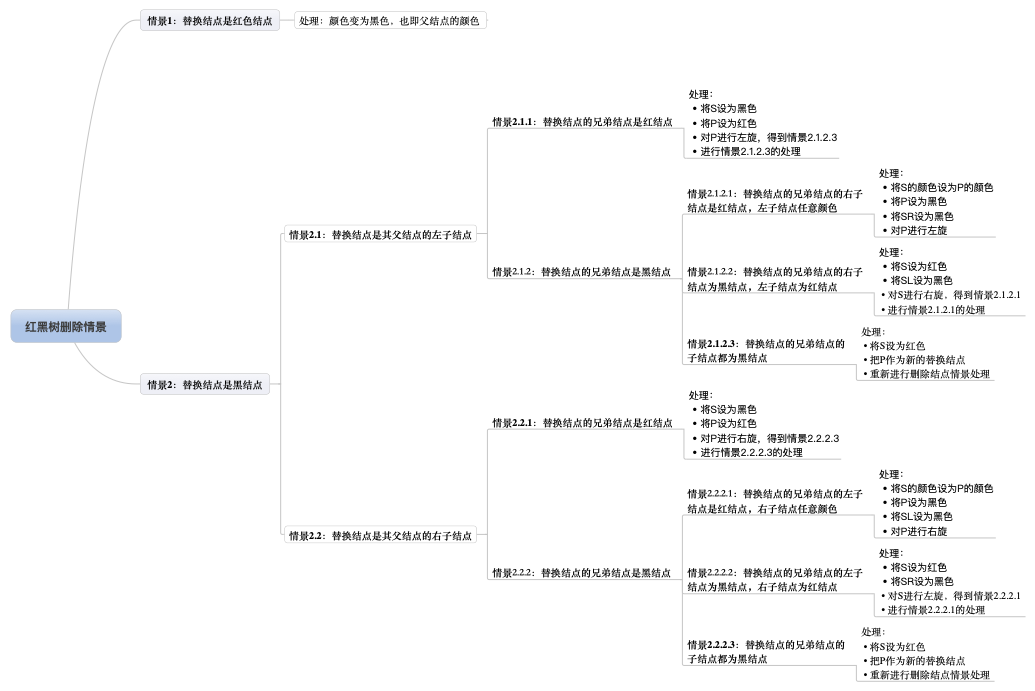 红黑树删除情景
情景1：替换结点是红色结点
处理：颜色变为黑色，也即父结点的颜色
情景2：替换结点是黑结点
情景2.1：替换结点是其父结点的左子结点
情景2.1.1：替换结点的兄弟结点是红结点
处理：
• 将S设为黑色
• 将P设为红色
• 对P进行左旋，得到情景2.1.2.3
• 进行情景2.1.2.3的处理
情景2.1.2：替换结点的兄弟结点是黑结点
情景2.1.2.1：替换结点的兄弟结点的右子
结点是红结点，左子结点任意颜色
处理：
• 将S的颜色设为P的颜色
• 将P设为黑色
• 将SR设为黑色
• 对P进行左旋
情景2.1.2.2：替换结点的兄弟结点的右子
结点为黑结点，左子结点为红结点
处理：
• 将S设为红色
• 将SL设为黑色
• 对S进行右旋，得到情景2.1.2.1
• 进行情景2.1.2.1的处理
情景2.1.2.3：替换结点的兄弟结点的
子结点都为黑结点
处理：
• 将S设为红色
• 把P作为新的替换结点
• 重新进行删除结点情景处理
情景2.2：替换结点是其父结点的右子结点
情景2.2.1：替换结点的兄弟结点是红结点
处理：
• 将S设为黑色
• 将P设为红色
• 对P进行右旋，得到情景2.2.2.3
• 进行情景2.2.2.3的处理
情景2.2.2：替换结点的兄弟结点是黑结点
情景2.2.2.1：替换结点的兄弟结点的左子
结点是红结点，右子结点任意颜色
处理：
• 将S的颜色设为P的颜色
• 将P设为黑色
• 将SL设为黑色
• 对P进行右旋
情景2.2.2.2：替换结点的兄弟结点的左子
结点为黑结点，右子结点为红结点
处理：
• 将S设为红色
• 将SR设为黑色
• 对S进行左旋，得到情景2.2.2.1
• 进行情景2.2.2.1的处理
情景2.2.2.3：替换结点的兄弟结点的
子结点都为黑结点
处理：
• 将S设为红色
• 把P作为新的替换结点
• 重新进行删除结点情景处理